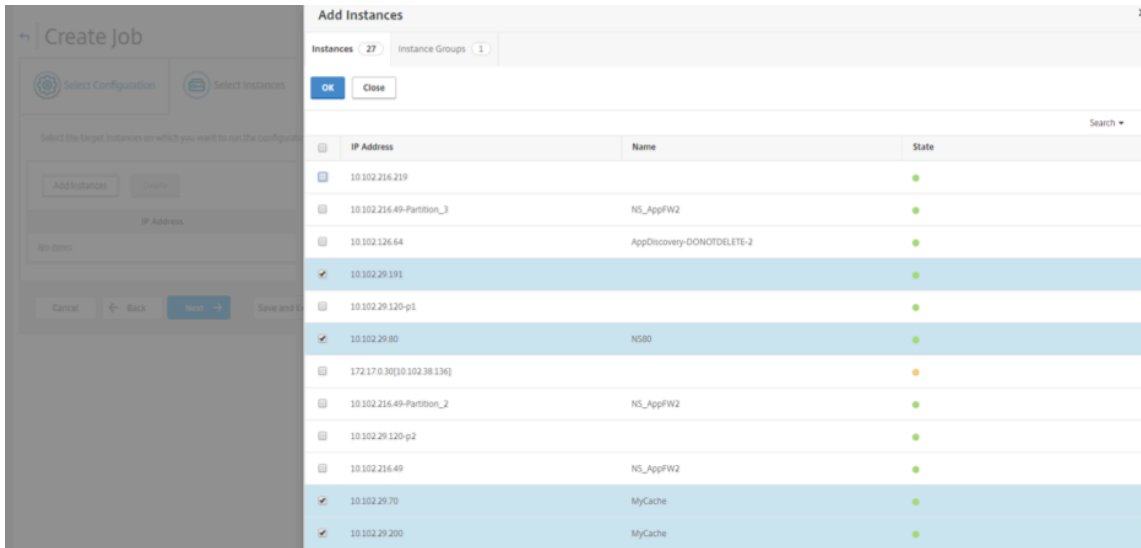 Create Job
Select Configuration
Select Instances
Select the target instances on which you want to run the configurat
Add Instances
Delete
IP Address
No items
Cancel
← Back
Next →
Save and E
Add Instances
Instances 27
Instance Groups 1
OK
Close
Search
IP Address Name State
10.102.216.219
10.102.216.49-Partition_3 NS_AppFW2
10.102.126.64 AppDiscovery-DONOTDELETE-2
10.102.29.191
10.102.29.120-p1
10.102.29.80 NS80
172.17.0.30[10.102.38.136]
10.102.216.49-Partition_2 NS_AppFW2
10.102.29.120-p2
10.102.216.49 NS_AppFW2
10.102.29.70 MyCache
10.102.29.200 MyCache